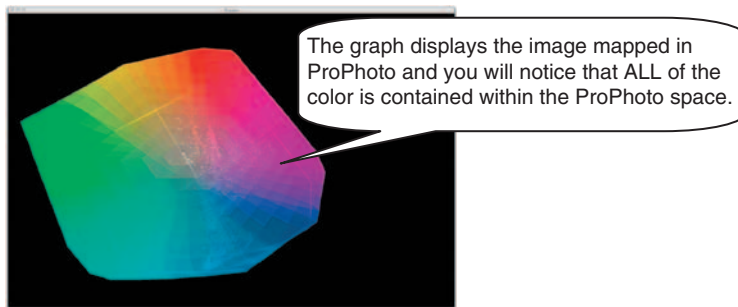 The graph displays the image mapped in
ProPhoto and you will notice that ALL of the
color is contained within the ProPhoto space.